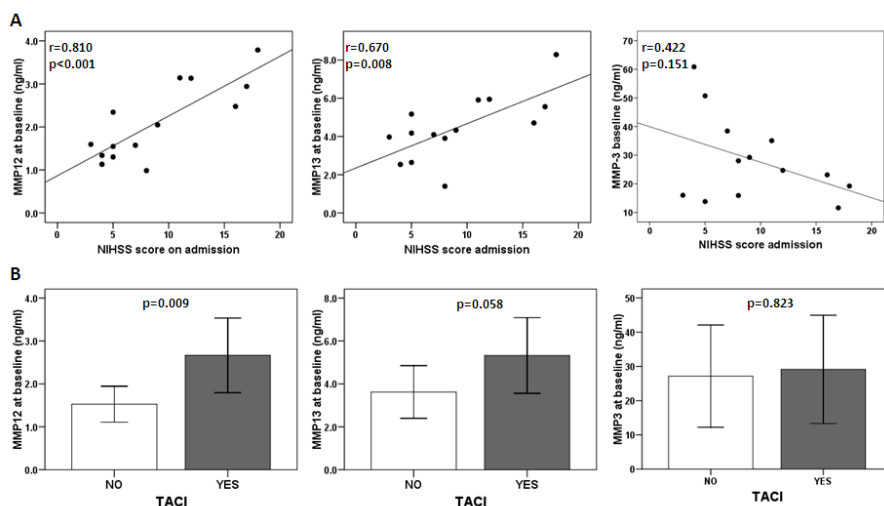 A
r=0.810
p<0.001
MMP12 at baseline (ng/ml)
4.0
3.0
2.0
1.0
0.0
0 5 10 15 20
NIHSS score on admission
r=0.670
p=0.008
MMP13 at baseline (ng/ml)
8.0
6.0
4.0
2.0
0.0
0 5 10 15 20
NIHSS score admission
r=0.422
p=0.151
MMP-3 at baseline (ng/ml)
70
60
50
40
30
20
10
0 5 10 15 20
NIHSS score admission
B
p=0.009
MMP12 at baseline (ng/ml)
4.0
3.0
2.0
1.0
0.0
NO YES
TACI
p=0.058
MMP13 at baseline (ng/ml)
8.0
6.0
4.0
2.0
0.0
NO YES
TACI
p=0.823
MMP3 at baseline (ng/ml)
50
40
30
20
10
0
NO YES
TACI